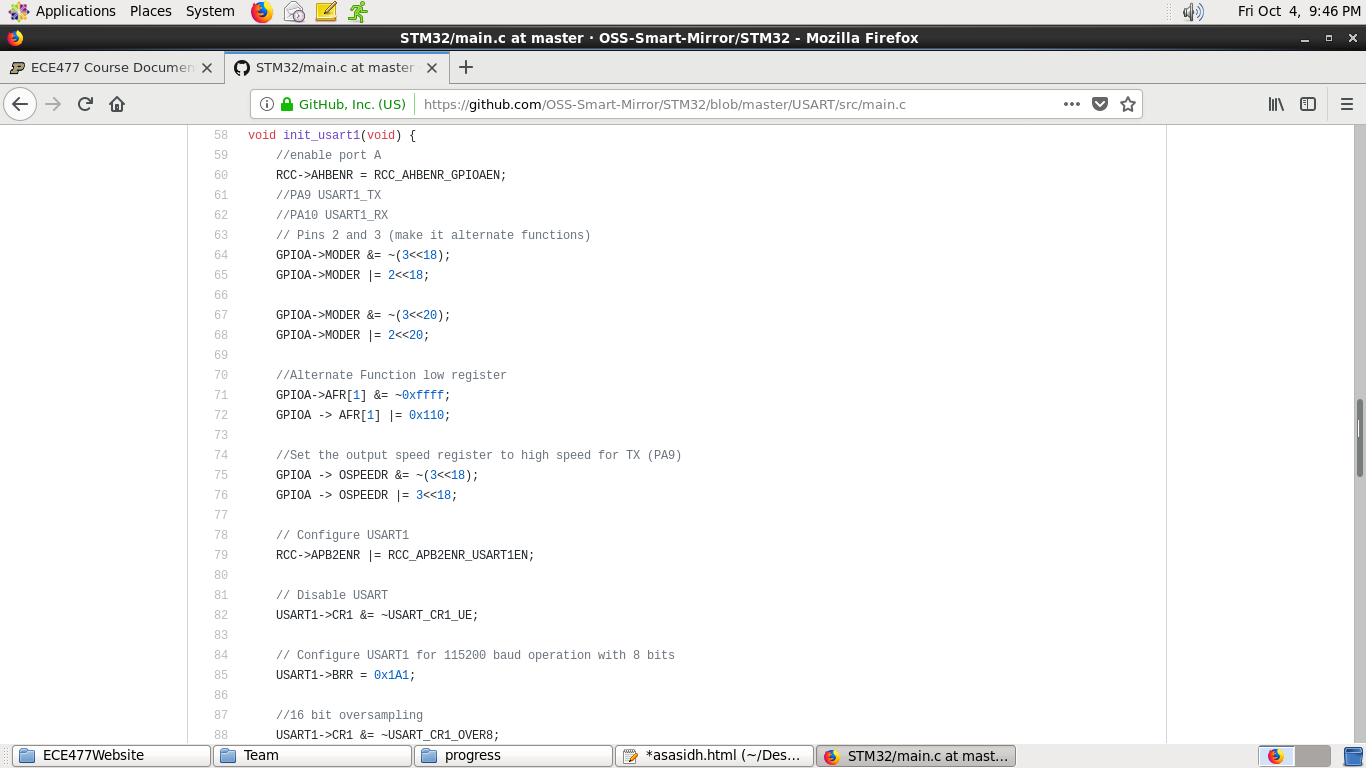 Applications Places System Fri Oct 4, 9:46 PM
STM32/main.c at master · OSS-Smart-Mirror/STM32 - Mozilla Firefox
ECE477 Course Documen STM32/main.c at master
GitHub, Inc. (US) https://github.com/OSS-Smart-Mirror/STM32/blob/master/USART/src/main.c
58 void init_usart1(void) {
59 //enable port A
60 RCC->AHBENR = RCC_AHBENR_GPIOAEN;
61 //PA9 USART1_TX
62 //PA10 USART1_RX
63 // Pins 2 and 3 (make it alternate functions)
64 GPIOA->MODER &= ~(3<<18);
65 GPIOA->MODER |= 2<<18;
66
67 GPIOA->MODER &= ~(3<<20);
68 GPIOA->MODER |= 2<<20;
69
70 //Alternate Function low register
71 GPIOA->AFR[1] &= ~0xffff;
72 GPIOA -> AFR[1] |= 0x110;
73
74 //Set the output speed register to high speed for TX (PA9)
75 GPIOA -> OSPEEDR &= ~(3<<18);
76 GPIOA -> OSPEEDR |= 3<<18;
77
78 // Configure USART1
79 RCC->APB2ENR |= RCC_APB2ENR_USART1EN;
80
81 // Disable USART
82 USART1->CR1 &= ~USART_CR1_UE;
83
84 // Configure USART1 for 115200 baud operation with 8 bits
85 USART1->BRR = 0x1A1;
86
87 //16 bit oversampling
88 USART1->CR1 &= ~USART_CR1_OVER8;
ECE477Website Team progress *asasidh.html (~/Des... STM32/main.c at mast...